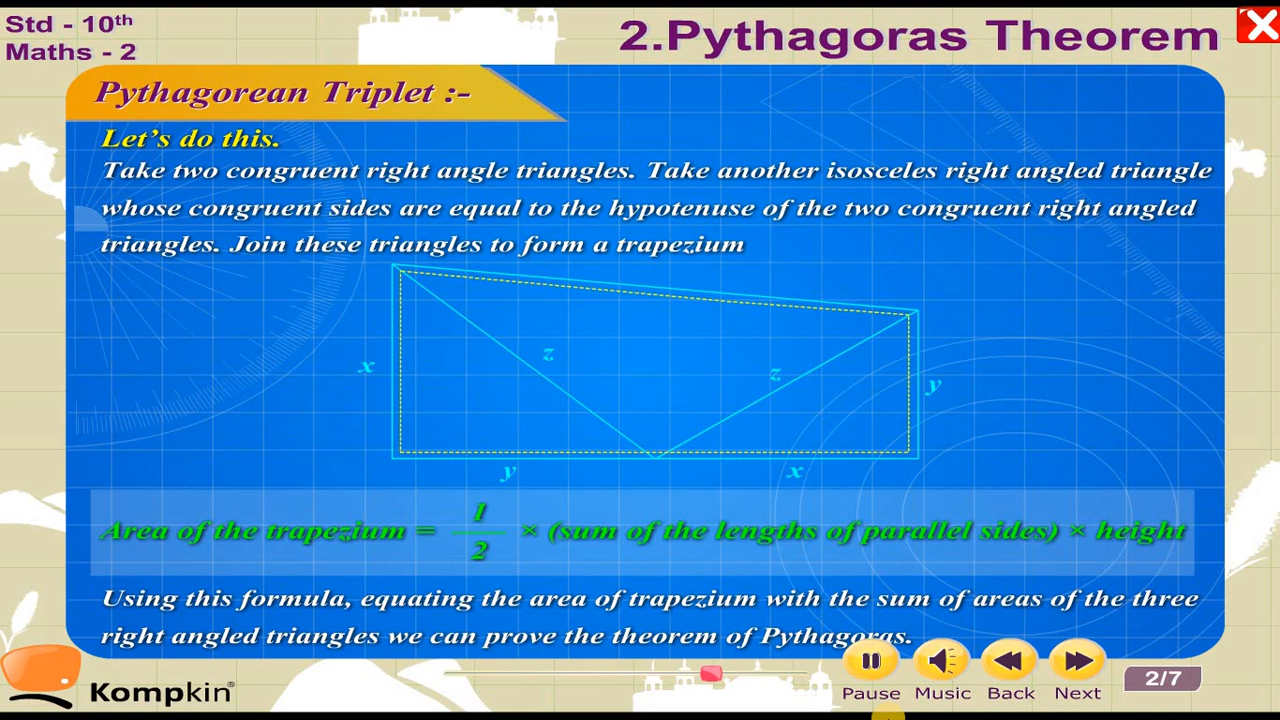 Std - 10th
Maths - 2
2.Pythagoras Theorem
Pythagorean Triplet :-
Let's do this.
Take two congruent right angle triangles. Take another isosceles right angled triangle
whose congruent sides are equal to the hypotenuse of the two congruent right angled
triangles. Join these triangles to form a trapezium
x
z
z
y
y
x
Area of the trapezium = 1/2 × (sum of the lengths of parallel sides) × height
Using this formula, equating the area of trapezium with the sum of areas of the three
right angled triangles we can prove the theorem of Pythagoras.
Kompkin®
Pause
Music
Back
Next
2/7